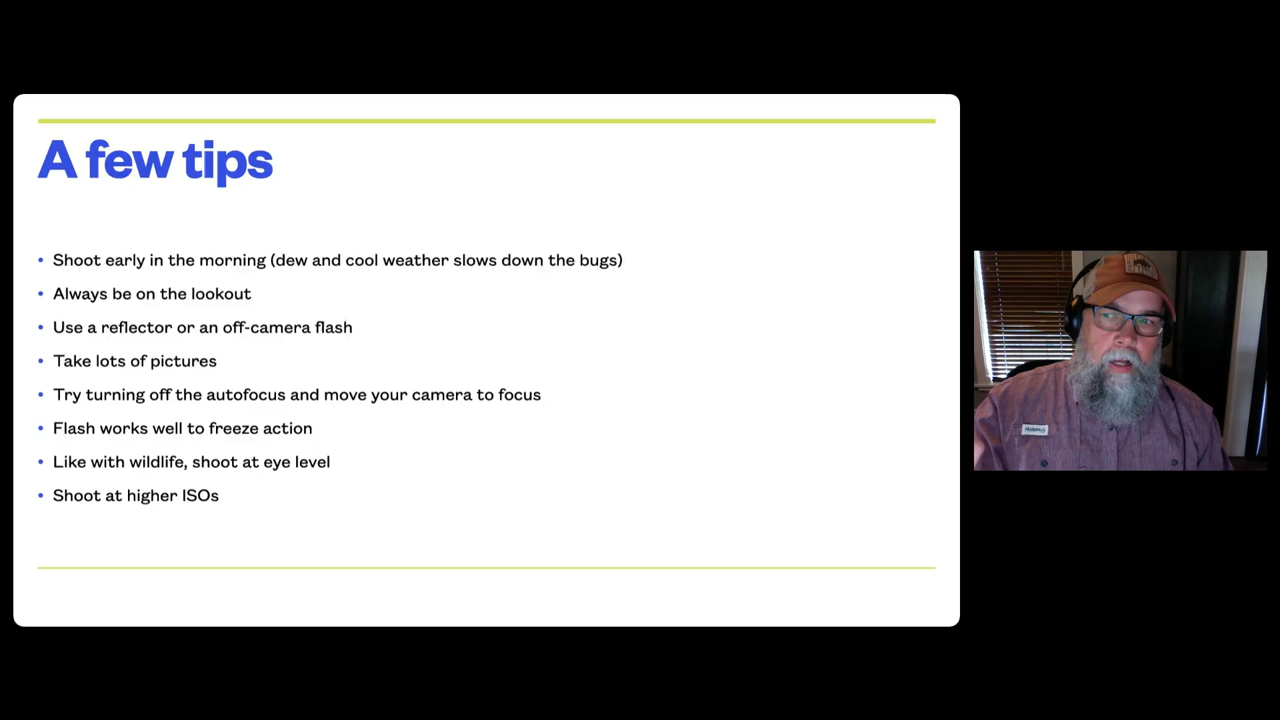 A few tips
• Shoot early in the morning (dew and cool weather slows down the bugs)
• Always be on the lookout
• Use a reflector or an off-camera flash
• Take lots of pictures
• Try turning off the autofocus and move your camera to focus
• Flash works well to freeze action
• Like with wildlife, shoot at eye level
• Shoot at higher ISOs